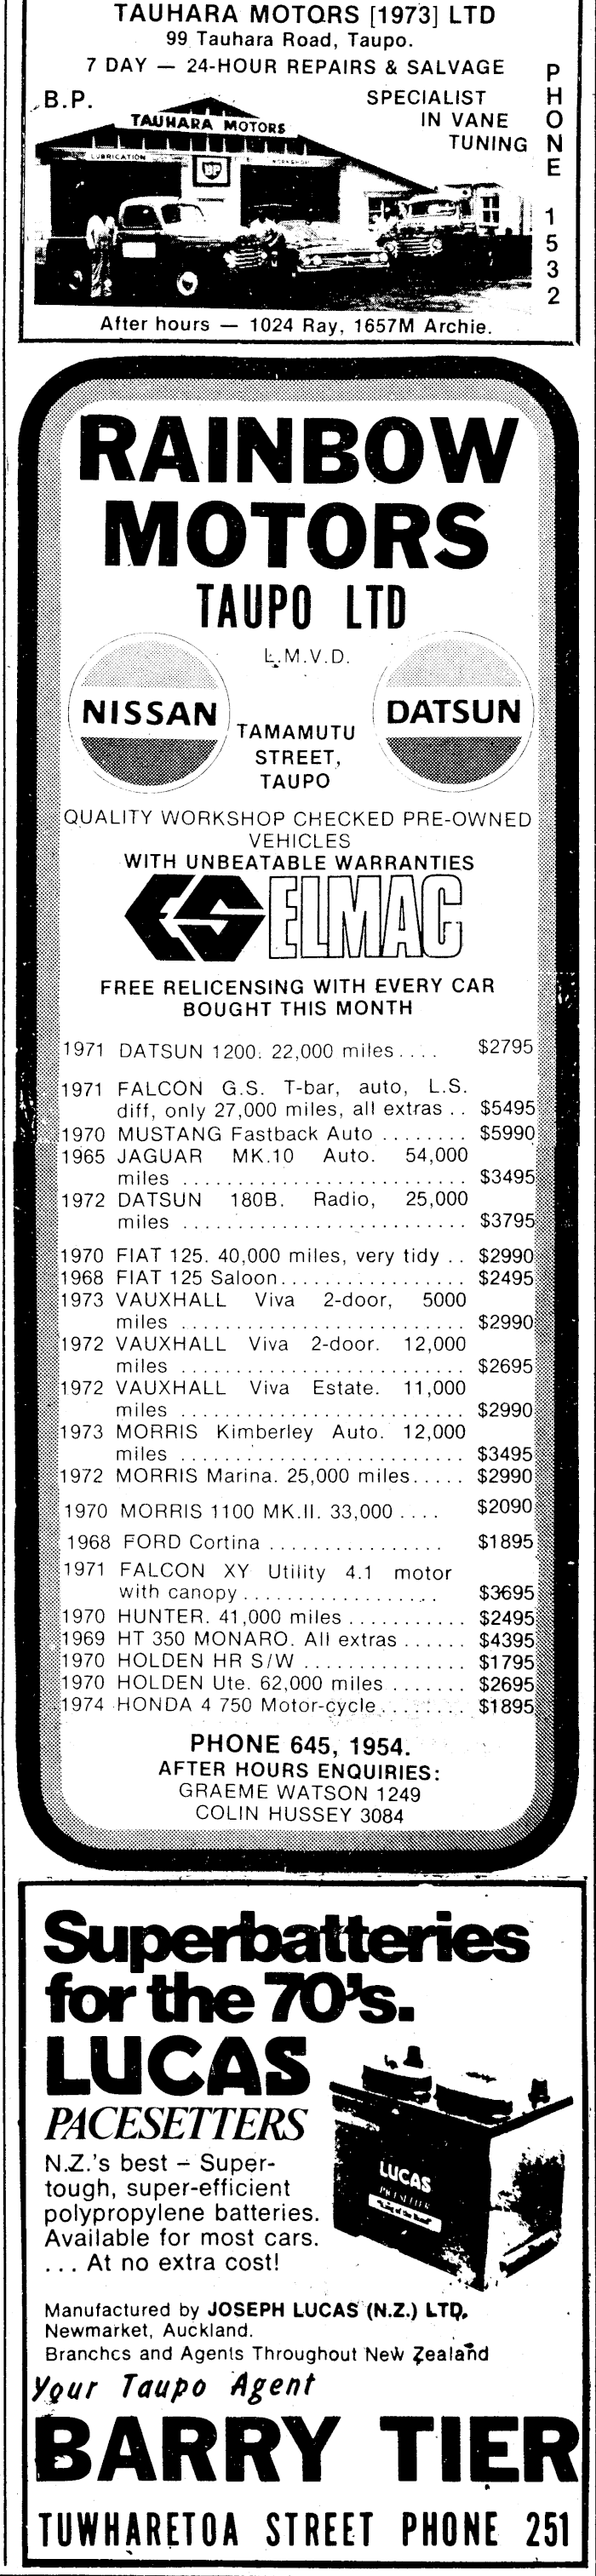 TAUHARA MOTORS [1973] LTD
99 Tauhara Road, Taupo.
7 DAY — 24-HOUR REPAIRS & SALVAGE
B.P.
SPECIALIST
IN VANE
TUNING
PHONE 1532
TAUHARA MOTORS
LUBRICATION
BP
WORKSHOP
After hours — 1024 Ray, 1657M Archie.
RAINBOW
MOTORS
TAUPO LTD
L.M.V.D.
NISSAN
DATSUN
TAMAMUTU
STREET,
TAUPO
QUALITY WORKSHOP CHECKED PRE-OWNED
VEHICLES
WITH UNBEATABLE WARRANTIES
ELMAC
FREE RELICENSING WITH EVERY CAR
BOUGHT THIS MONTH
1971 DATSUN 1200. 22,000 miles.... $2795
1971 FALCON G.S. T-bar, auto, L.S.
diff, only 27,000 miles, all extras .. $5495
1970 MUSTANG Fastback Auto ........ $5990
1965 JAGUAR MK.10 Auto. 54,000
miles .......................... $3495
1972 DATSUN 180B. Radio, 25,000
miles .......................... $3795
1970 FIAT 125. 40,000 miles, very tidy .. $2990
1968 FIAT 125 Saloon................. $2495
1973 VAUXHALL Viva 2-door, 5000
miles .......................... $2990
1972 VAUXHALL Viva 2-door. 12,000
miles .......................... $2695
1972 VAUXHALL Viva Estate. 11,000
miles .......................... $2990
1973 MORRIS Kimberley Auto. 12,000
miles .......................... $3495
1972 MORRIS Marina. 25,000 miles..... $2990
1970 MORRIS 1100 MK.II. 33,000 .... $2090
1968 FORD Cortina ................ $1895
1971 FALCON XY Utility 4.1 motor
with canopy.................. $3695
1970 HUNTER. 41,000 miles ........... $2495
1969 HT 350 MONARO. All extras ...... $4395
1970 HOLDEN HR S/W ............... $1795
1970 HOLDEN Ute. 62,000 miles ....... $2695
1974 HONDA 4 750 Motor-cycle........ $1895
PHONE 645, 1954.
AFTER HOURS ENQUIRIES:
GRAEME WATSON 1249
COLIN HUSSEY 3084
Superbatteries
for the 70's.
LUCAS
PACESETTERS
N.Z.'s best – Super-
tough, super-efficient
polypropylene batteries.
Available for most cars.
... At no extra cost!
LUCAS
PACESETTER
Manufactured by JOSEPH LUCAS (N.Z.) LTD.
Newmarket, Auckland.
Branches and Agents Throughout New Zealand
Your Taupo Agent
BARRY TIER
TUWHARETOA STREET PHONE 251